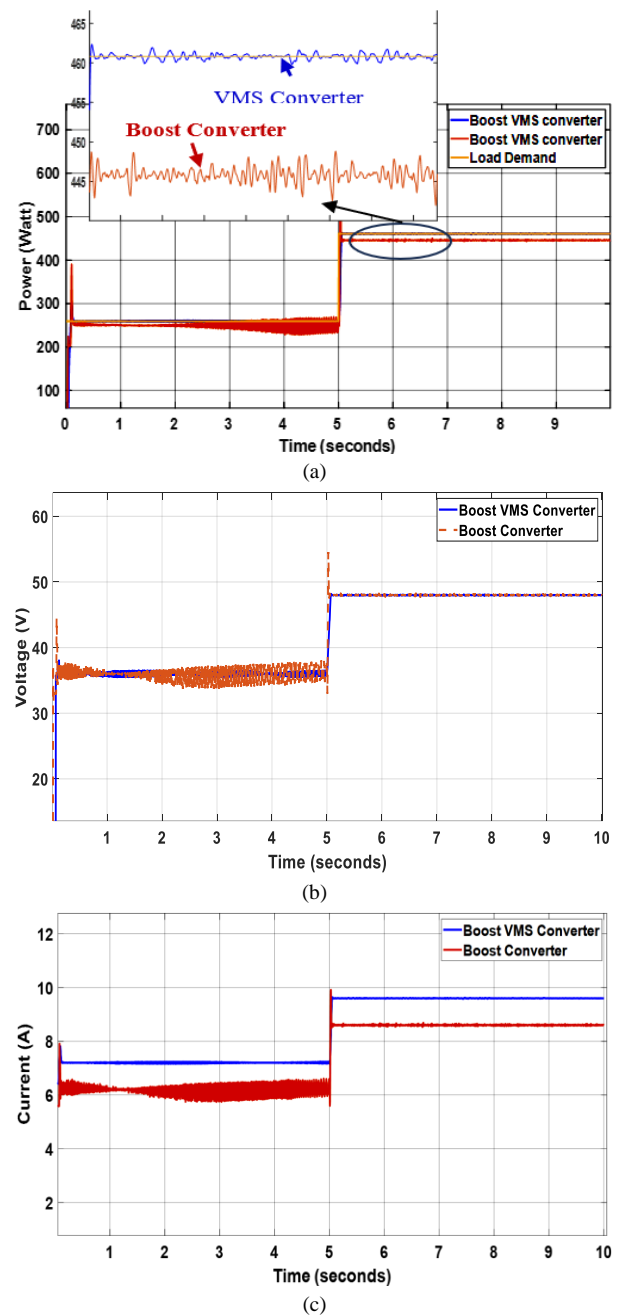 465
460
455
450
445
VMS Converter
Boost Converter
Boost VMS converter
Boost VMS converter
Load Demand
700
600
500
400
300
200
100
Power (Watt)
0 1 2 3 4 5 6 7 8 9
Time (seconds)
(a)
Boost VMS Converter
Boost Converter
60
50
40
30
20
Voltage (V)
1 2 3 4 5 6 7 8 9 10
Time (seconds)
(b)
Boost VMS Converter
Boost Converter
12
10
8
6
4
2
Current (A)
1 2 3 4 5 6 7 8 9 10
Time (seconds)
(c)